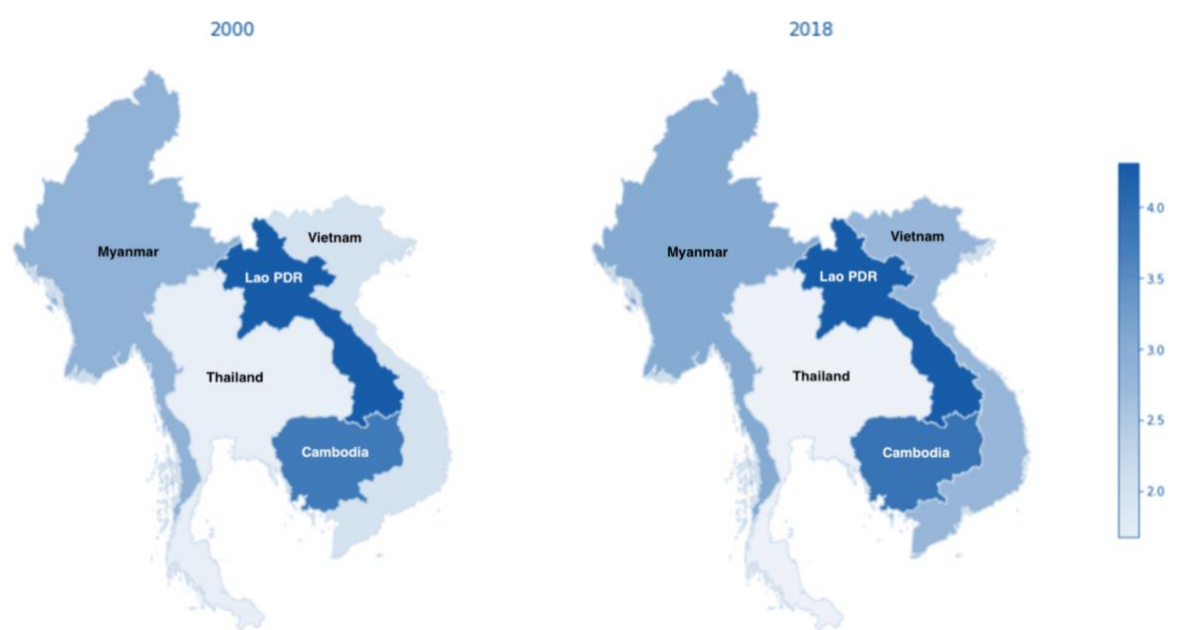 2000
2018
Myanmar
Vietnam
Lao PDR
Thailand
Cambodia
Myanmar
Vietnam
Lao PDR
Thailand
Cambodia
4.0
3.5
3.0
2.5
2.0